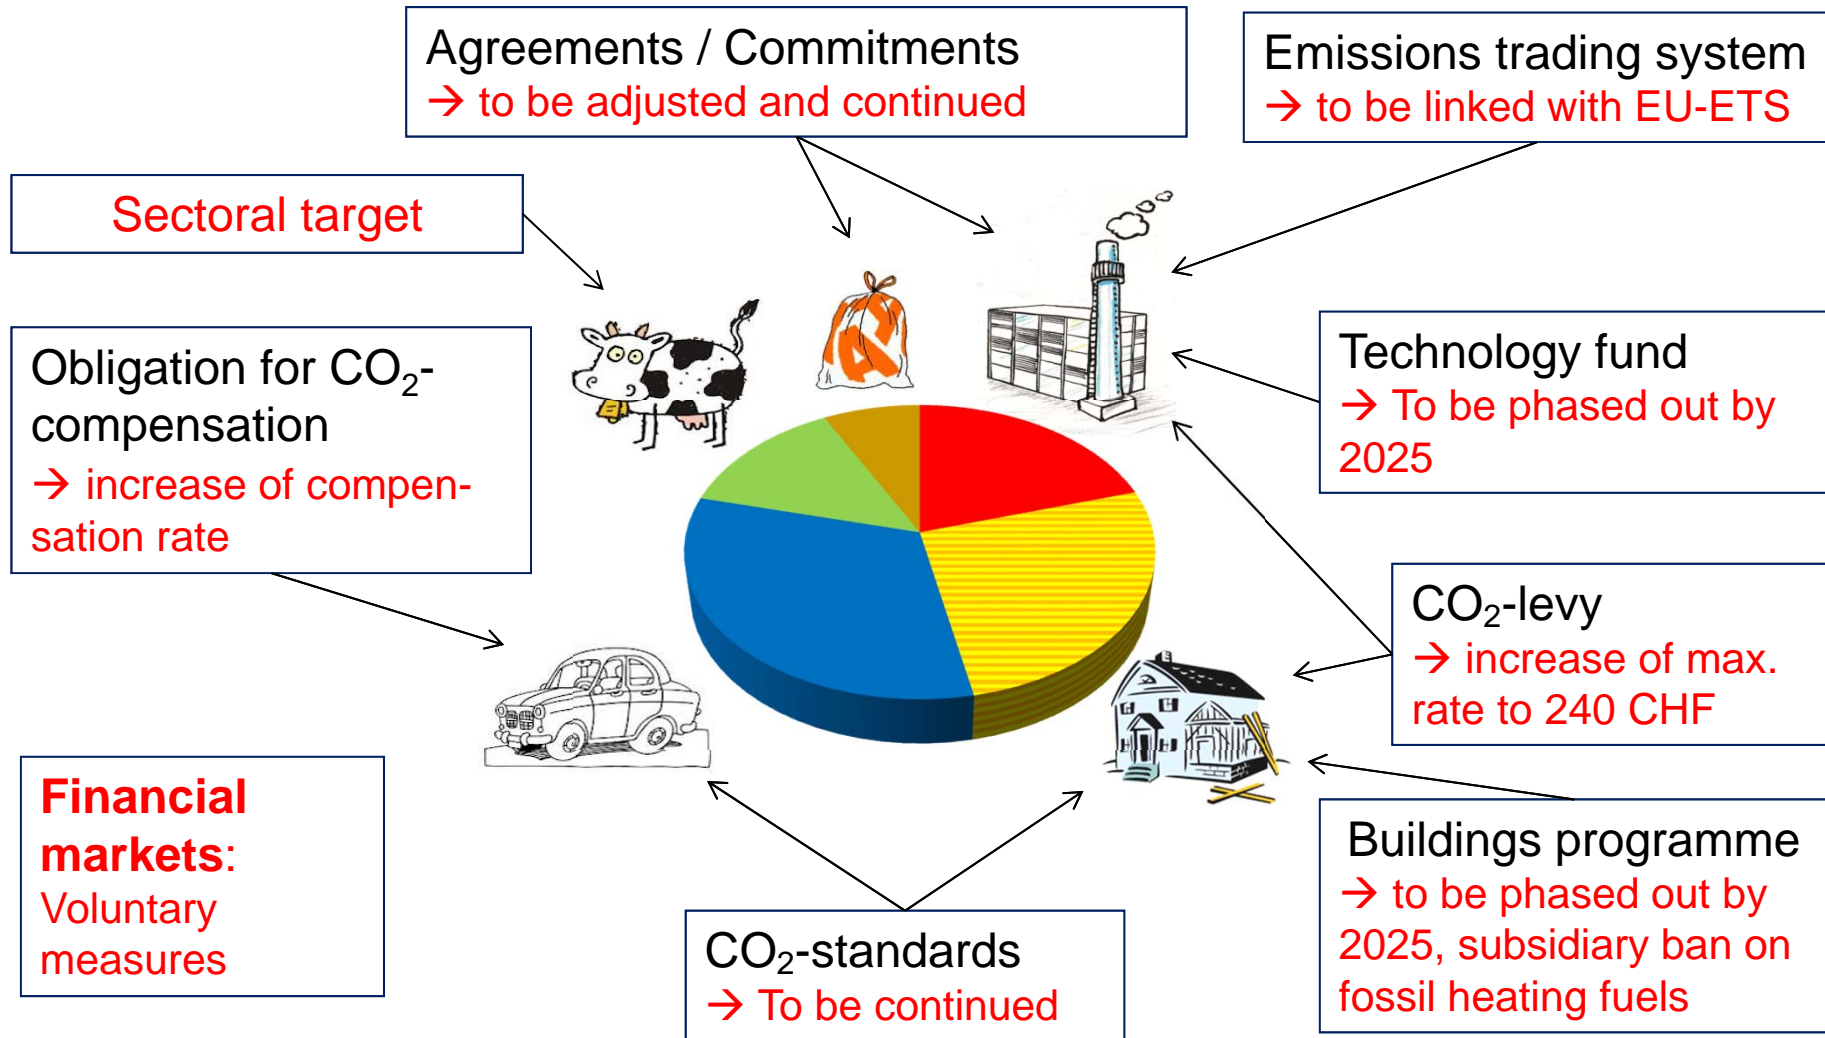 Agreements / Commitments
→ to be adjusted and continued
Emissions trading system
→ to be linked with EU-ETS
Sectoral target
Obligation for CO₂-
compensation
→ increase of compen-
sation rate
Technology fund
→ To be phased out by
2025
CO₂-levy
→ increase of max.
rate to 240 CHF
Financial
markets:
Voluntary
measures
CO₂-standards
→ To be continued
Buildings programme
→ to be phased out by
2025, subsidiary ban on
fossil heating fuels